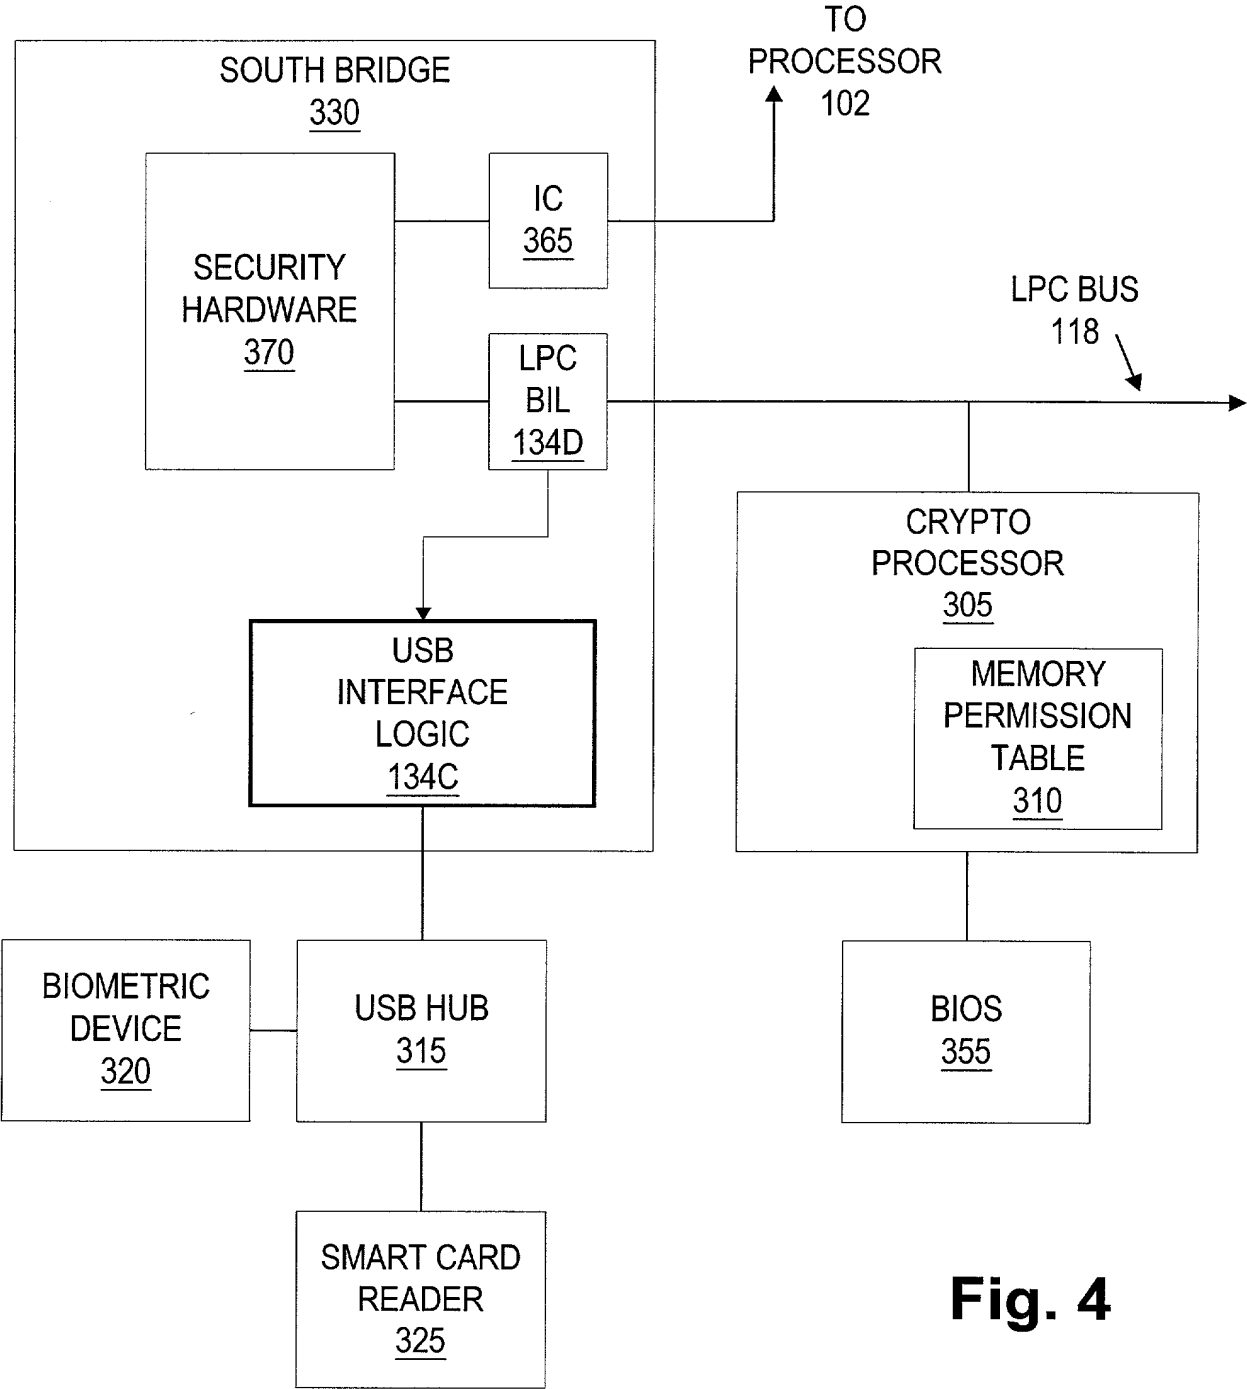 TO
PROCESSOR
102
SOUTH BRIDGE
330
IC
365
SECURITY
HARDWARE
370
LPC BUS
118
LPC
BIL
134D
CRYPTO
PROCESSOR
305
USB
INTERFACE
LOGIC
134C
MEMORY
PERMISSION
TABLE
310
BIOMETRIC
DEVICE
320
USB HUB
315
BIOS
355
SMART CARD
READER
325
Fig. 4